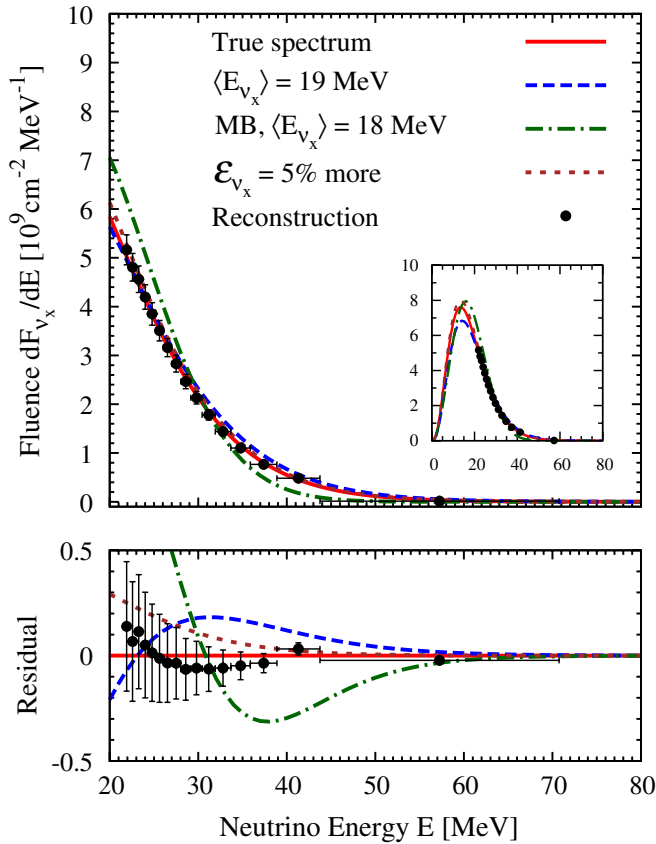 True spectrum
⟨E_{ν_x}⟩ = 19 MeV
MB, ⟨E_{ν_x}⟩ = 18 MeV
ℰ_{ν_x} = 5% more
Reconstruction
Fluence dF_{ν_x}/dE [10^9 cm^{-2} MeV^{-1}]
10
9
8
7
6
5
4
3
2
1
0
8
6
4
2
0
0 20 40 60 80
Residual
0.5
0
-0.5
20 30 40 50 60 70 80
Neutrino Energy E [MeV]